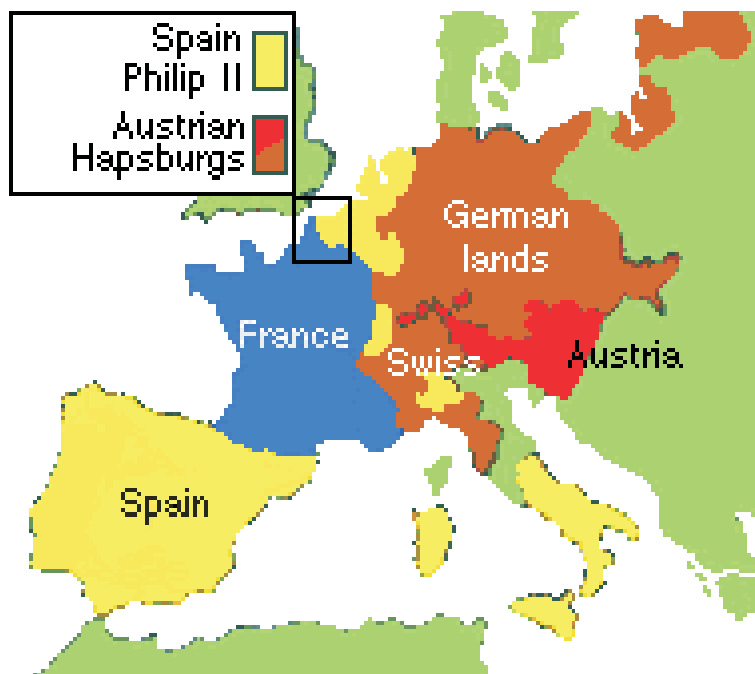 Spain
Philip II
Austrian
Hapsburgs
German
lands
France
Swiss
Austria
Spain